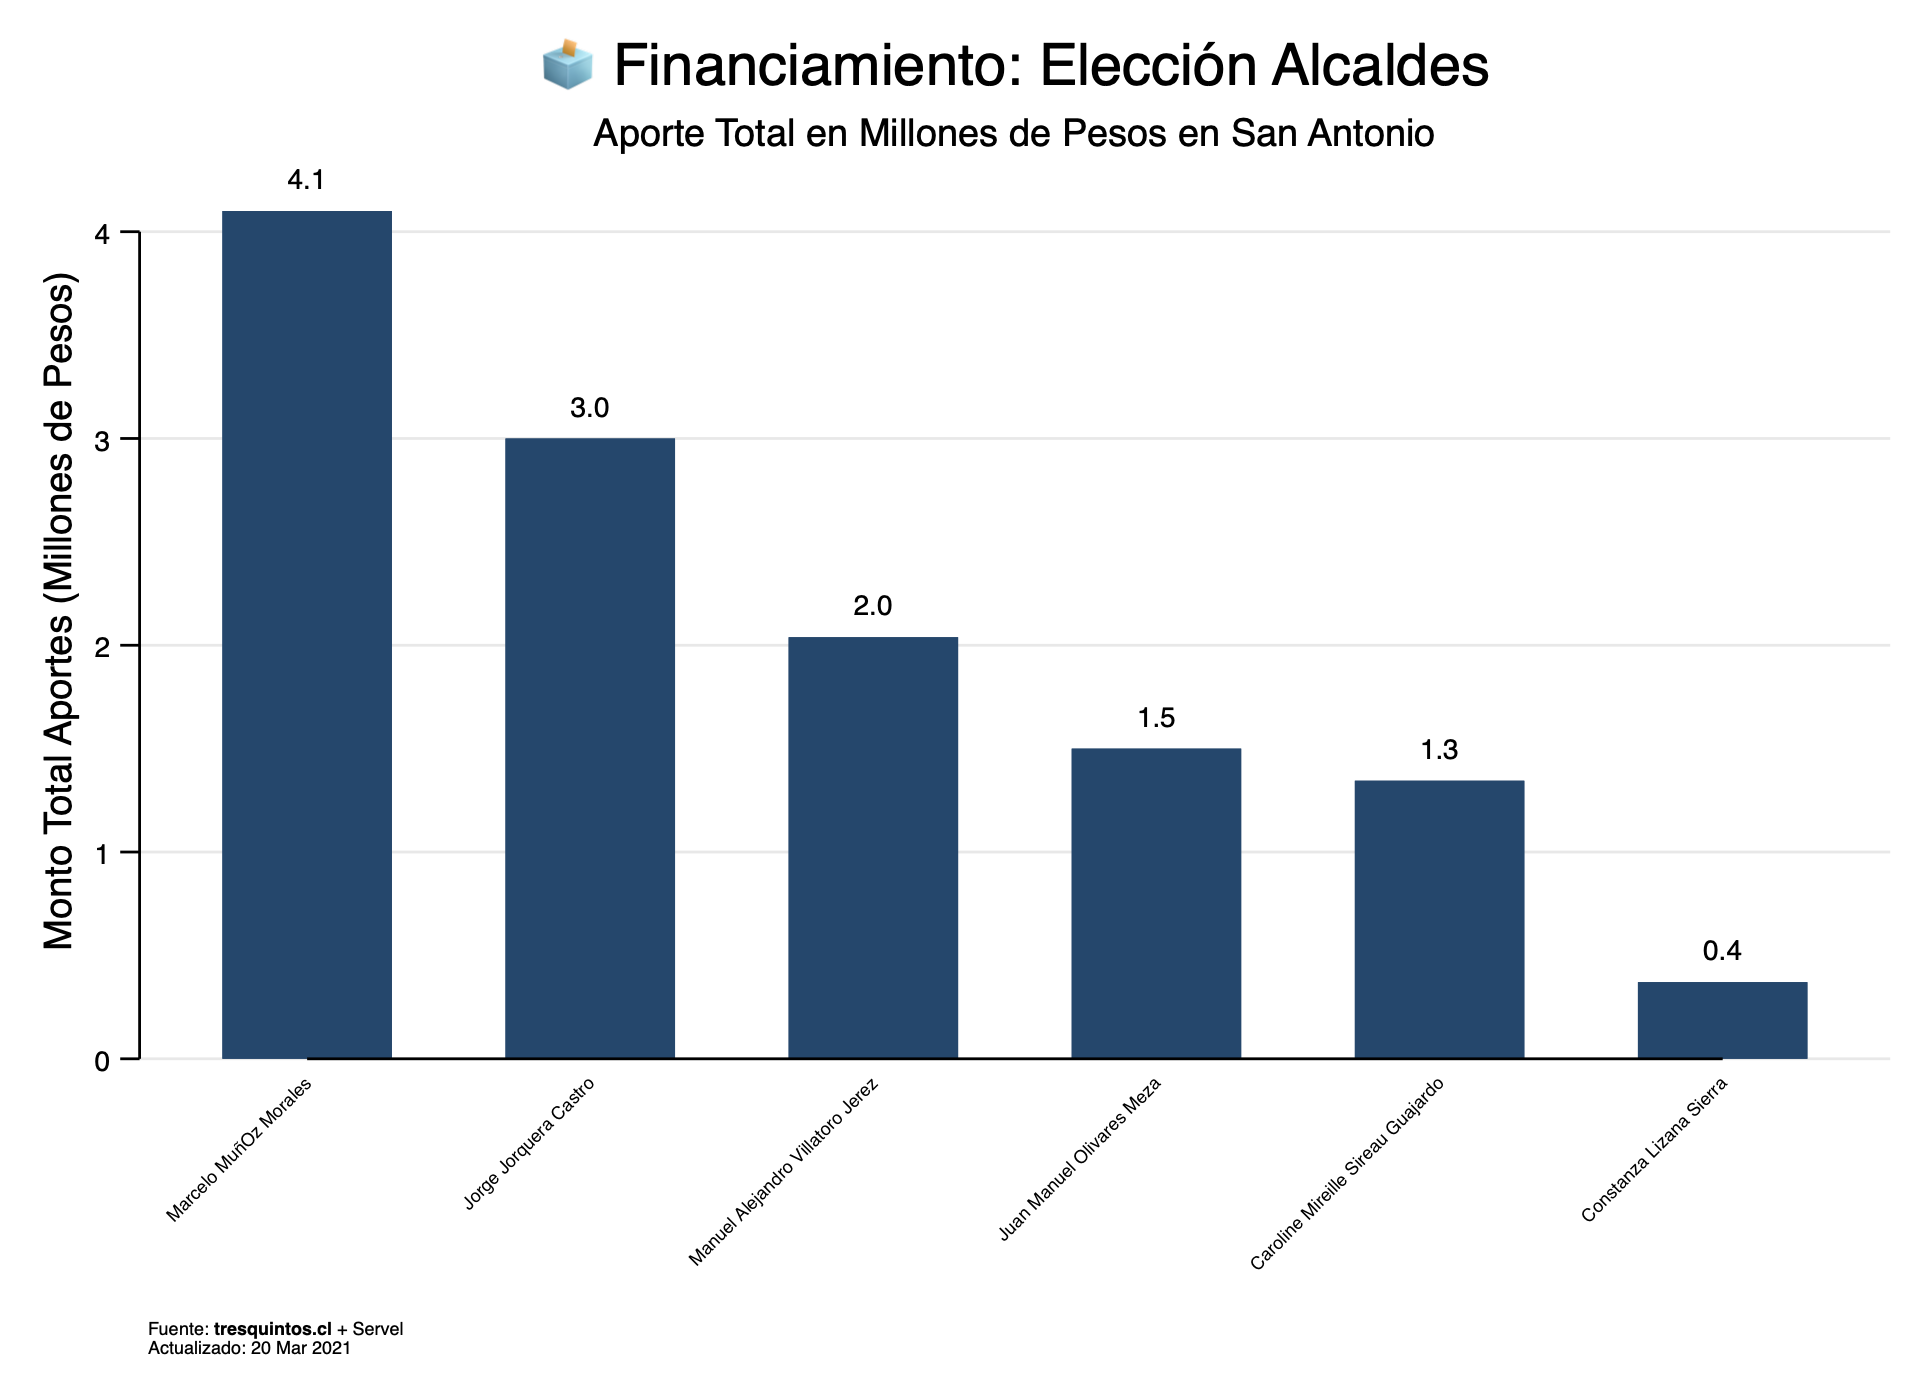 Financiamiento: Elección Alcaldes
Aporte Total en Millones de Pesos en San Antonio
Monto Total Aportes (Millones de Pesos)
4
3
2
1
0
4.1
3.0
2.0
1.5
1.3
0.4
Marcelo MuñOz Morales
Jorge Jorquera Castro
Manuel Alejandro Villatoro Jerez
Juan Manuel Olivares Meza
Caroline Mireille Sireau Guajardo
Constanza Lizana Sierra
Fuente: tresquintos.cl + Servel
Actualizado: 20 Mar 2021